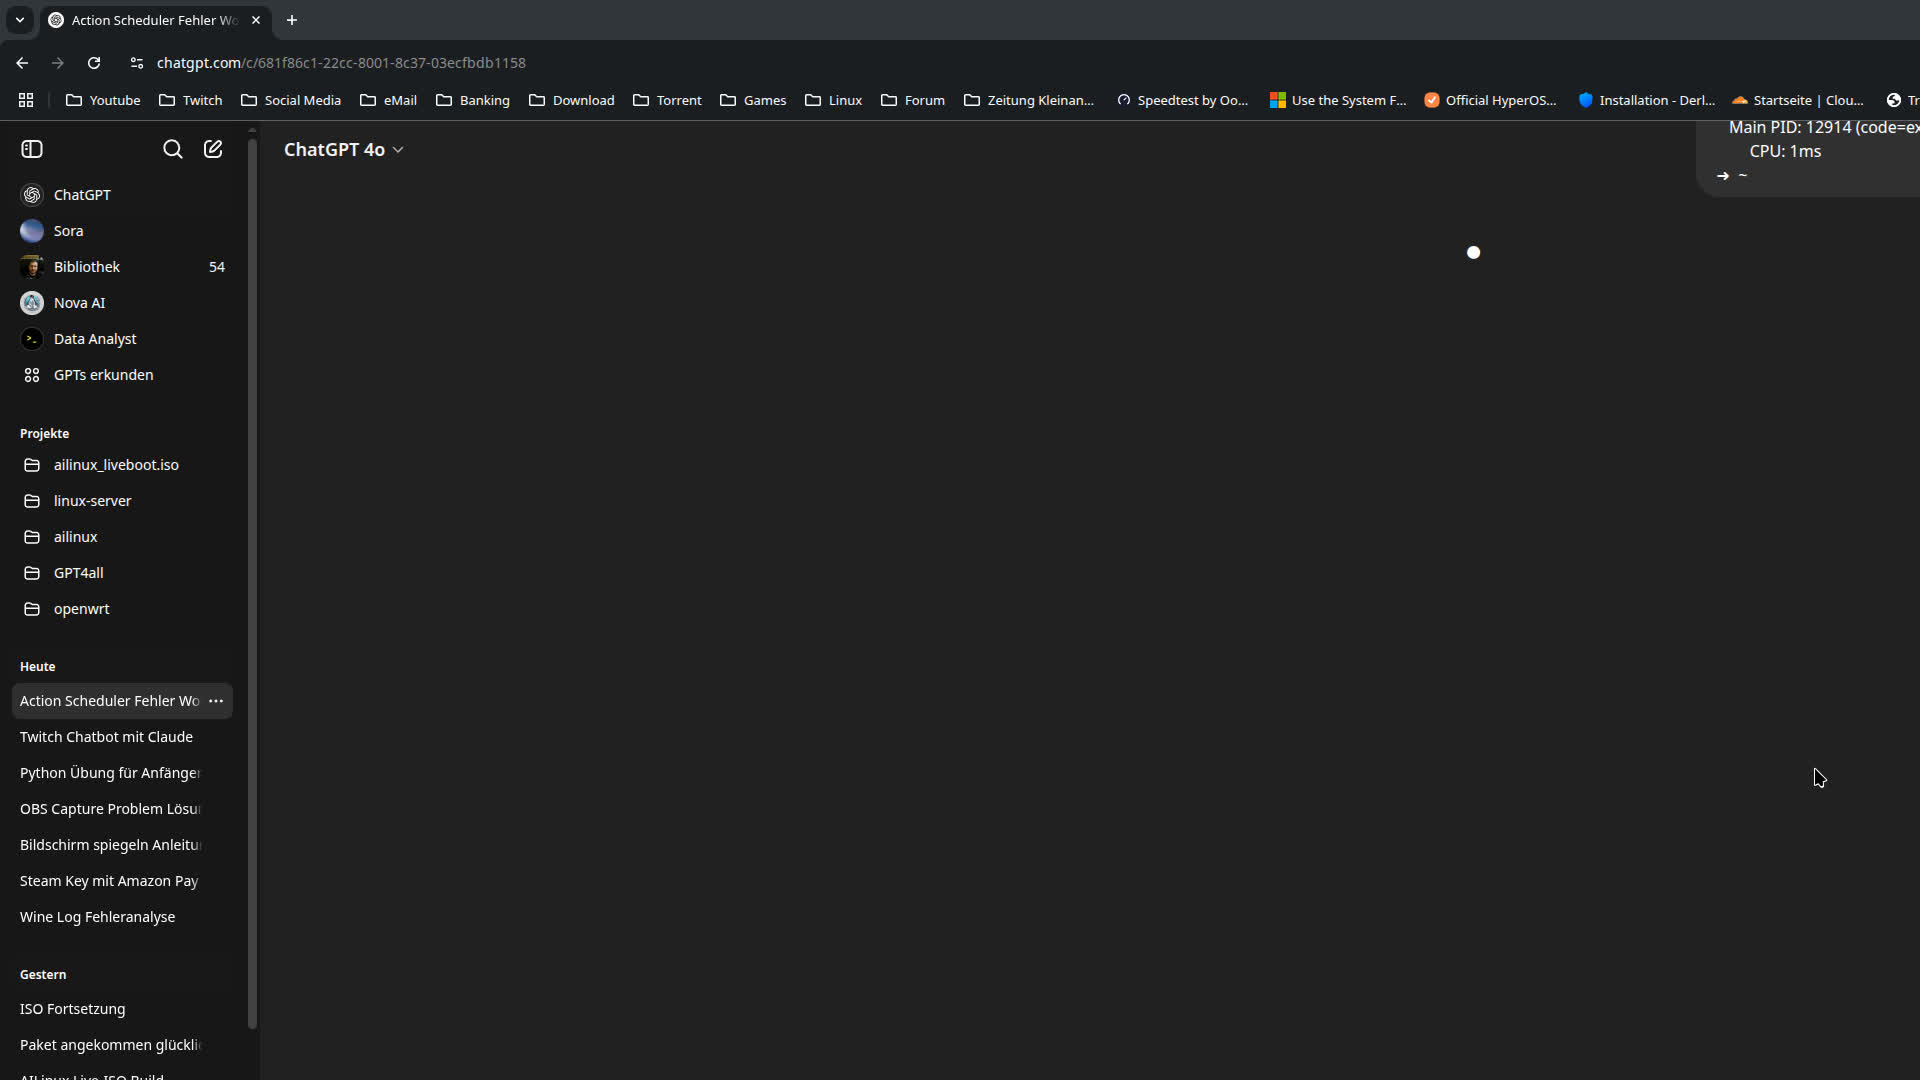 Action Scheduler Fehler Wo
chatgpt.com/c/681f86c1-22cc-8001-8c37-03ecfbdb1158
Youtube Twitch Social Media eMail Banking Download Torrent Games Linux Forum Zeitung Kleinan... Speedtest by Oo... Use the System F... Official HyperOS... Installation - Derl... Startseite | Clou... Tr
ChatGPT 4o
Main PID: 12914 (code=ex
CPU: 1ms
➜ ~
ChatGPT
Sora
Bibliothek 54
Nova AI
Data Analyst
GPTs erkunden
Projekte
ailinux_liveboot.iso
linux-server
ailinux
GPT4all
openwrt
Heute
Action Scheduler Fehler Wo
Twitch Chatbot mit Claude
Python Übung für Anfänger
OBS Capture Problem Lösu
Bildschirm spiegeln Anleitu
Steam Key mit Amazon Pay
Wine Log Fehleranalyse
Gestern
ISO Fortsetzung
Paket angekommen glückli
AILinux Live-ISO Build